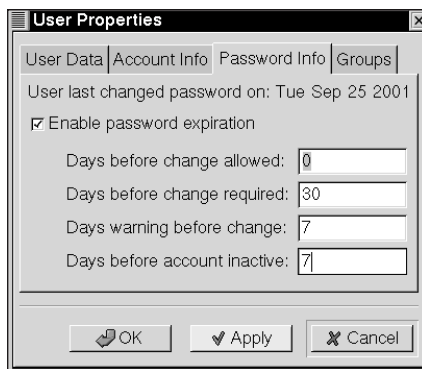 User Properties
User Data Account Info Password Info Groups
User last changed password on: Tue Sep 25 2001
Enable password expiration
Days before change allowed: 0
Days before change required: 30
Days warning before change: 7
Days before account inactive: 7
OK Apply Cancel